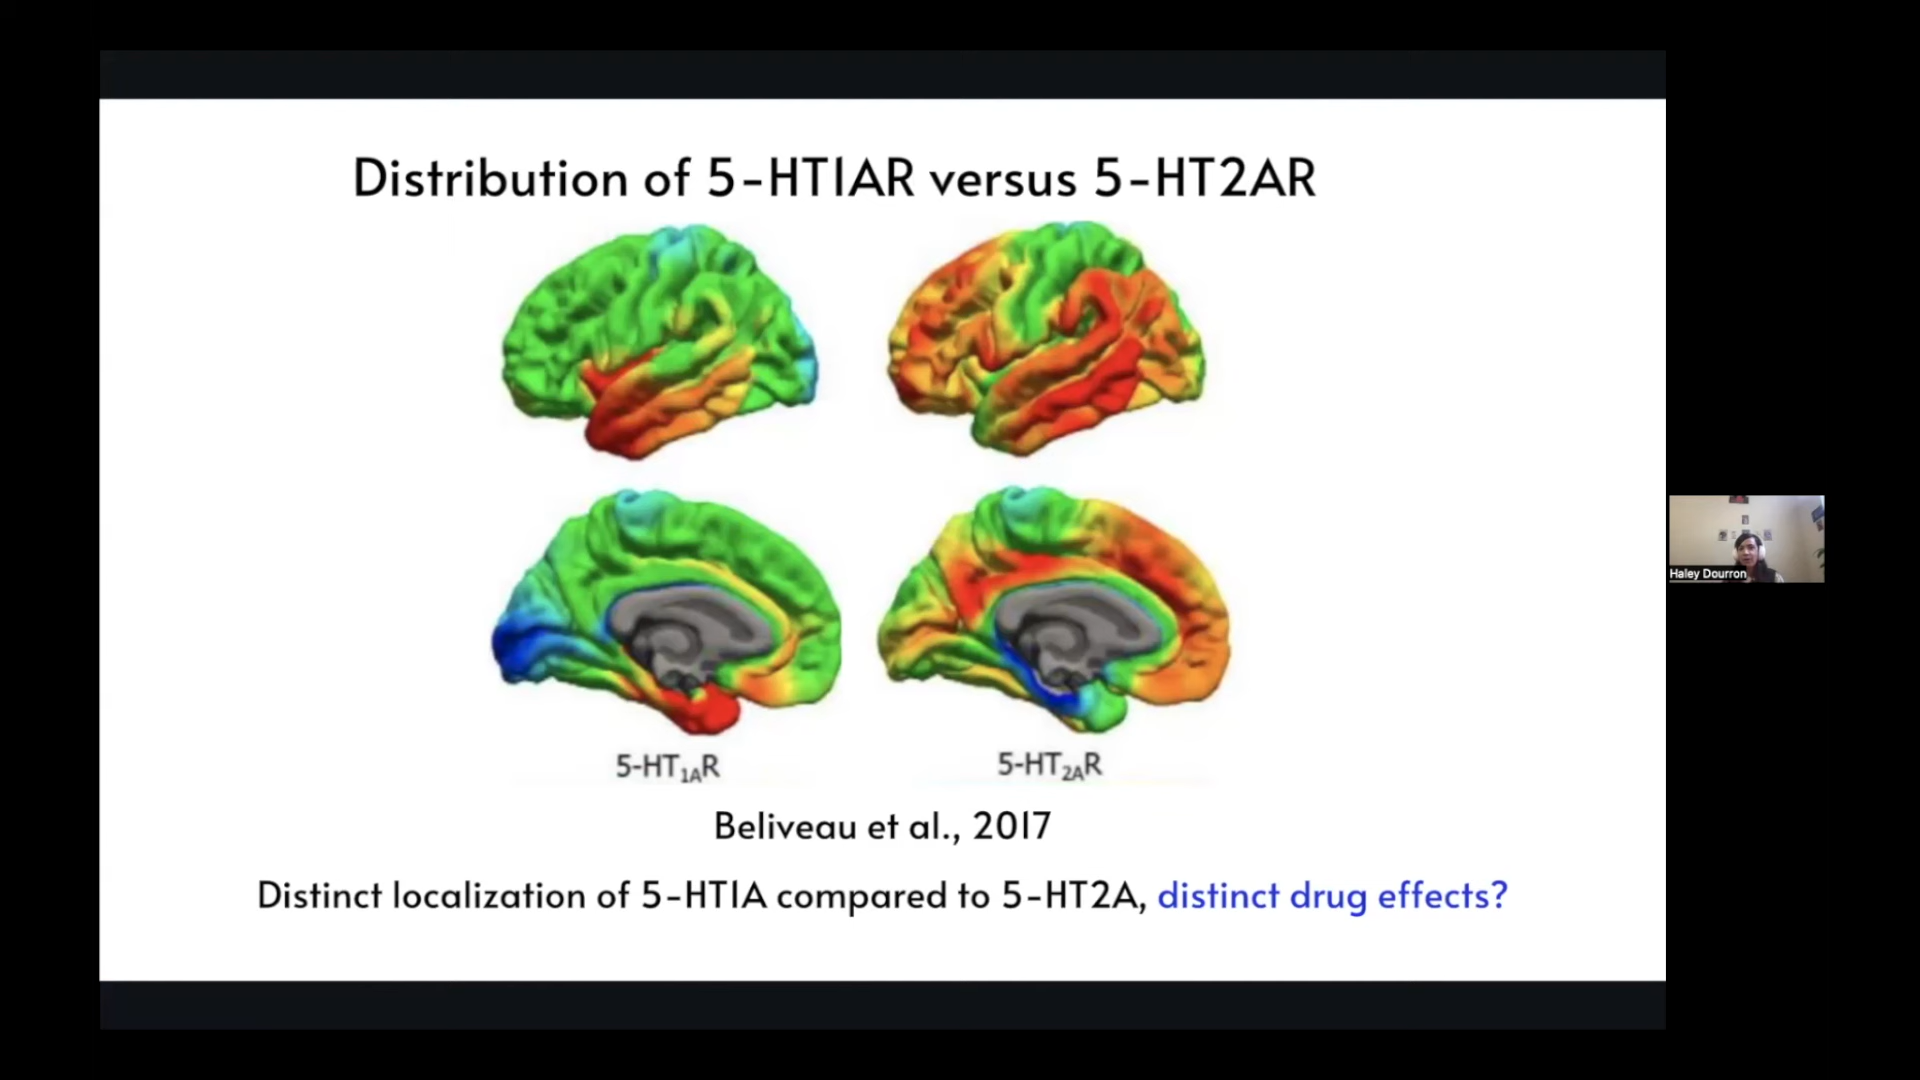 Distribution of 5-HT1AR versus 5-HT2AR
5-HT1AR
5-HT2AR
Beliveau et al., 2017
Distinct localization of 5-HT1A compared to 5-HT2A, distinct drug effects?
Haley Dourron